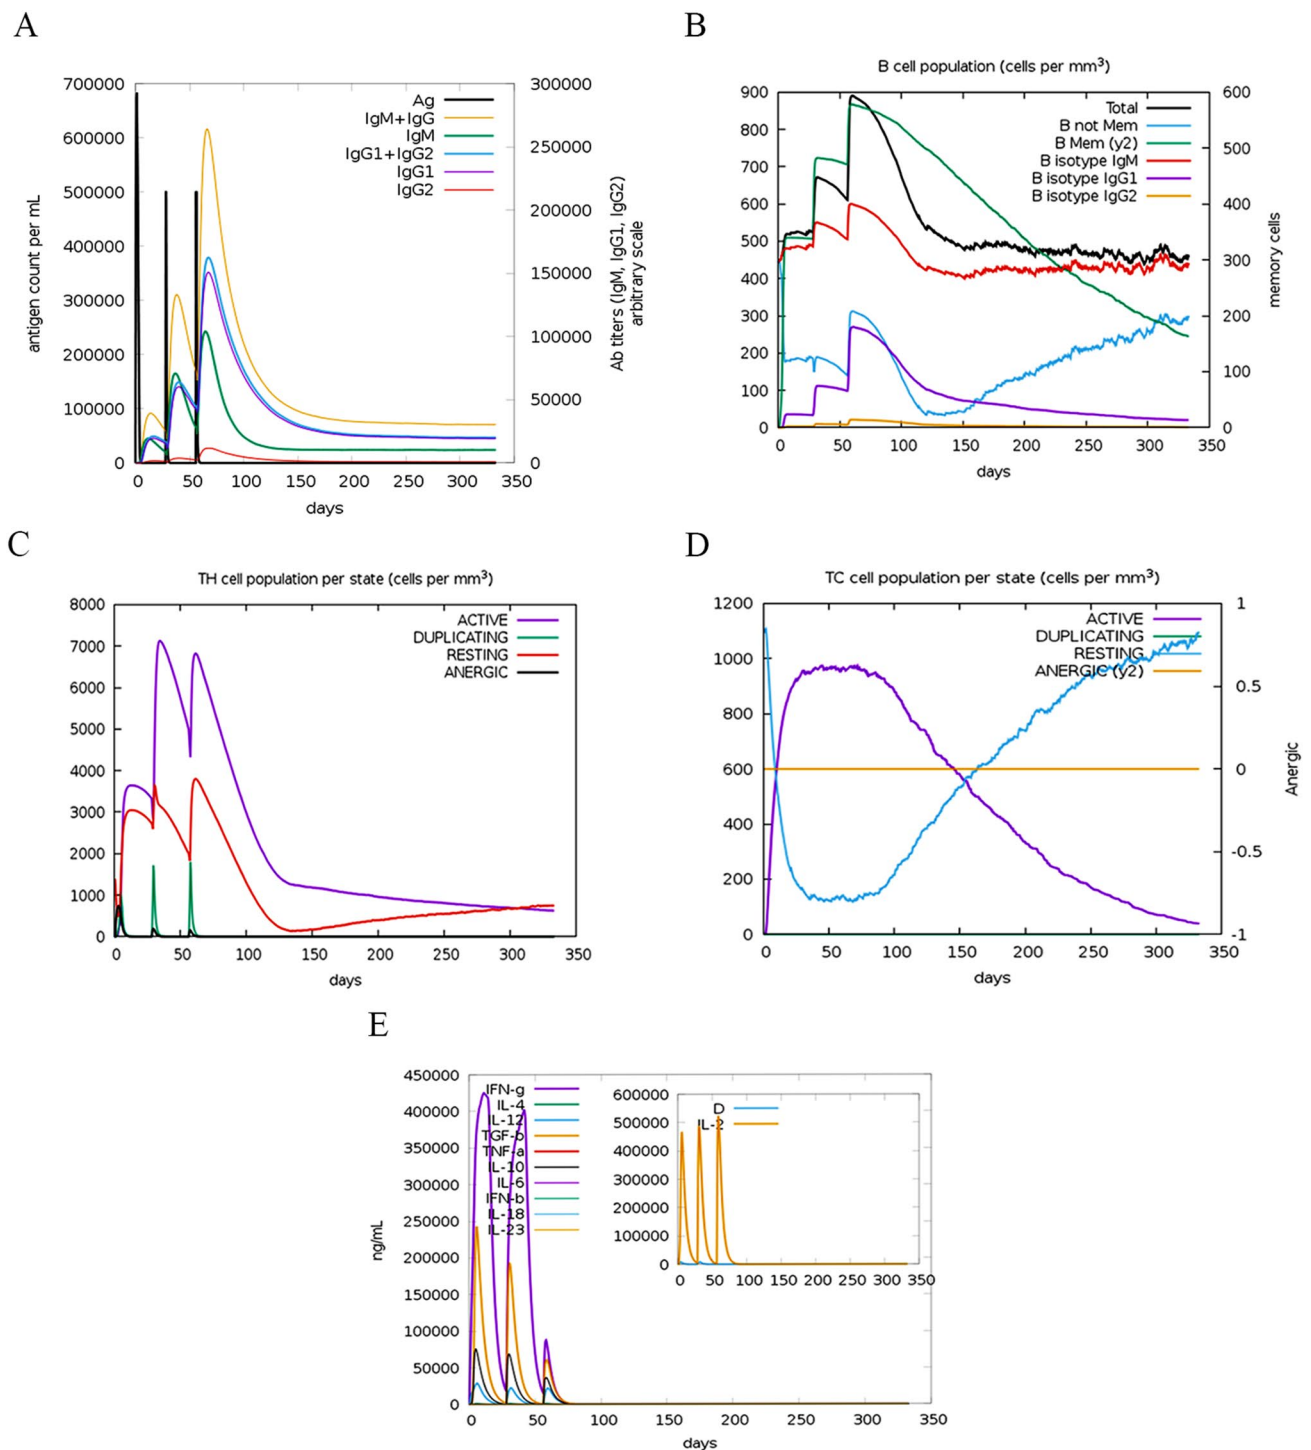 A
700000
600000
500000
400000
300000
200000
100000
0
antigen count per mL
300000
250000
200000
150000
100000
50000
0
Ab titers (IgM, IgG1, IgG2)
arbitrary scale
Ag
IgM+IgG
IgM
IgG1+IgG2
IgG1
IgG2
0 50 100 150 200 250 300 350
days
B
B cell population (cells per mm³)
900
800
700
600
500
400
300
200
100
0
600
500
400
300
200
100
0
memory cells
Total
B not Mem
B Mem (y2)
B isotype IgM
B isotype IgG1
B isotype IgG2
0 50 100 150 200 250 300 350
days
C
TH cell population per state (cells per mm³)
8000
7000
6000
5000
4000
3000
2000
1000
0
ACTIVE
DUPLICATING
RESTING
ANERGIC
0 50 100 150 200 250 300 350
days
D
TC cell population per state (cells per mm³)
1200
1000
800
600
400
200
0
1
0.5
0
-0.5
-1
Anergic
ACTIVE
DUPLICATING
RESTING
ANERGIC (y2)
0 50 100 150 200 250 300 350
days
E
450000
400000
350000
300000
250000
200000
150000
100000
50000
0
ng/mL
IFN-g
IL-4
IL-12
TGF-b
TNF-a
IL-10
IL-6
IFN-b
IL-18
IL-23
600000
500000
400000
300000
200000
100000
0
D
IL-2
0 50 100 150 200 250 300 350
0 50 100 150 200 250 300 350
days